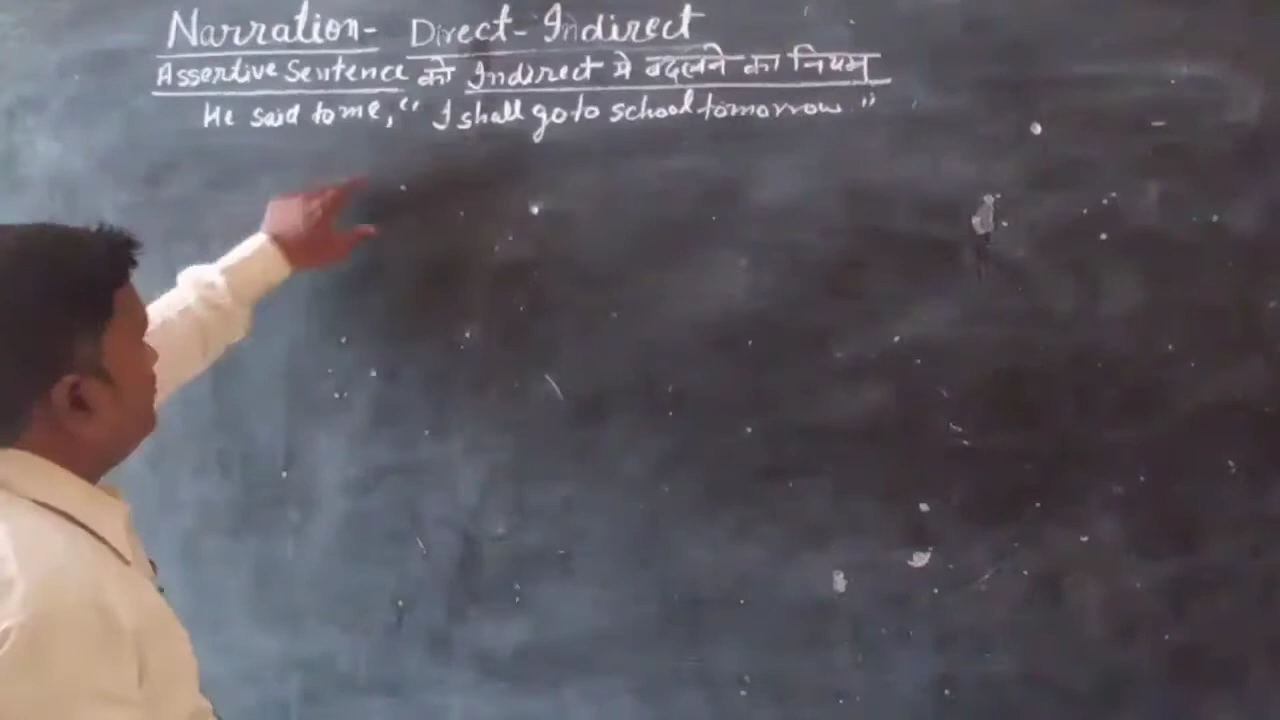 Narration- Direct-Indirect
Assertive Sentence को Indirect मे बदलने का नियम
He said to me, " I shall go to school tomorrow "